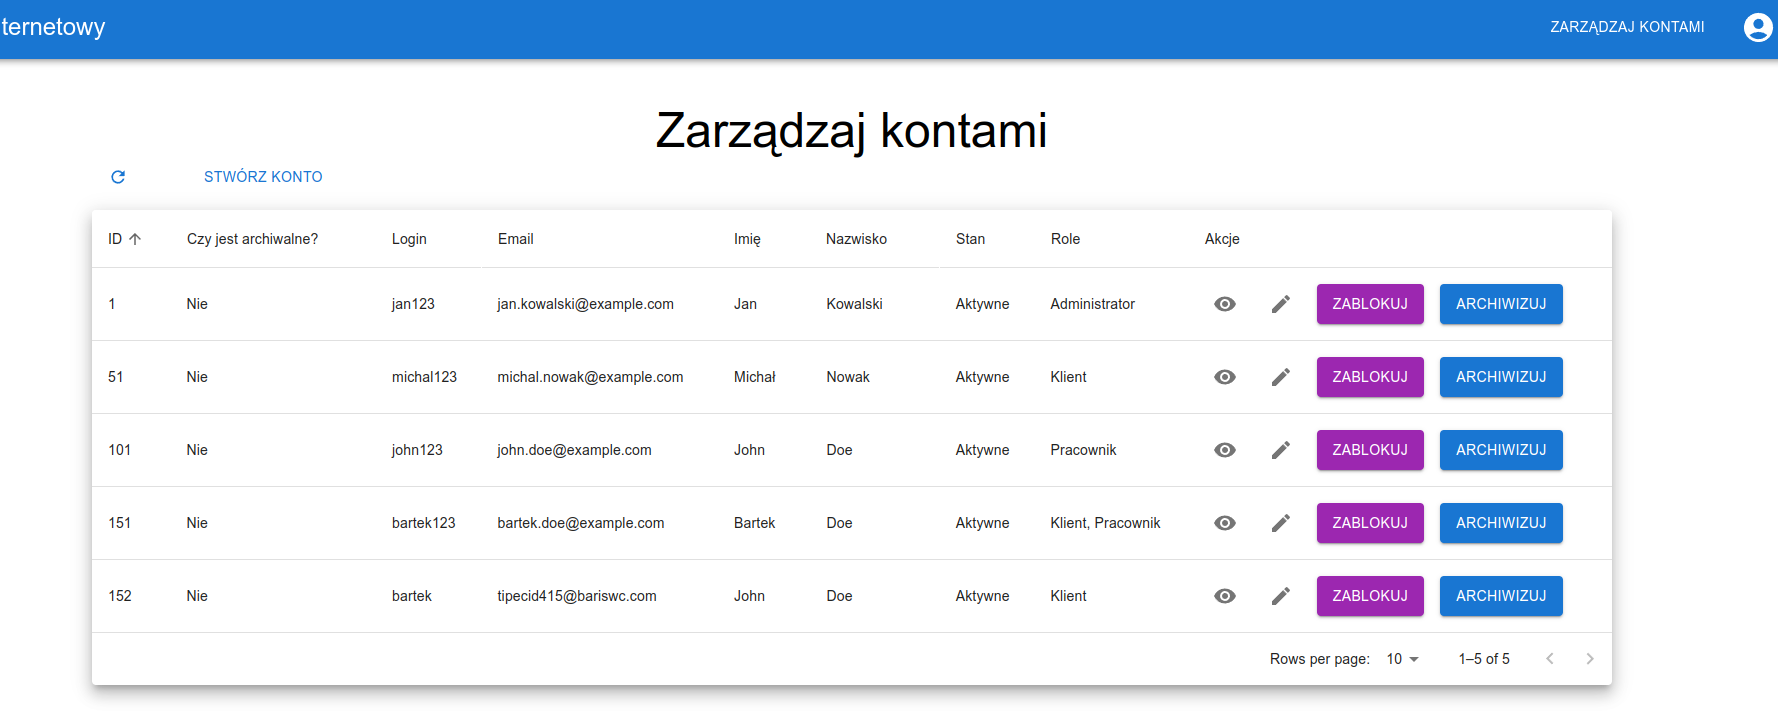 ternetowy ZARZĄDZAJ KONTAMI
Zarządzaj kontami
STWÓRZ KONTO
ID Czy jest archiwalne? Login Email Imię Nazwisko Stan Role Akcje
1 Nie jan123 jan.kowalski@example.com Jan Kowalski Aktywne Administrator ZABLOKUJ ARCHIWIZUJ
51 Nie michal123 michal.nowak@example.com Michał Nowak Aktywne Klient ZABLOKUJ ARCHIWIZUJ
101 Nie john123 john.doe@example.com John Doe Aktywne Pracownik ZABLOKUJ ARCHIWIZUJ
151 Nie bartek123 bartek.doe@example.com Bartek Doe Aktywne Klient, Pracownik ZABLOKUJ ARCHIWIZUJ
152 Nie bartek tipecid415@bariswc.com John Doe Aktywne Klient ZABLOKUJ ARCHIWIZUJ
Rows per page: 10 1–5 of 5